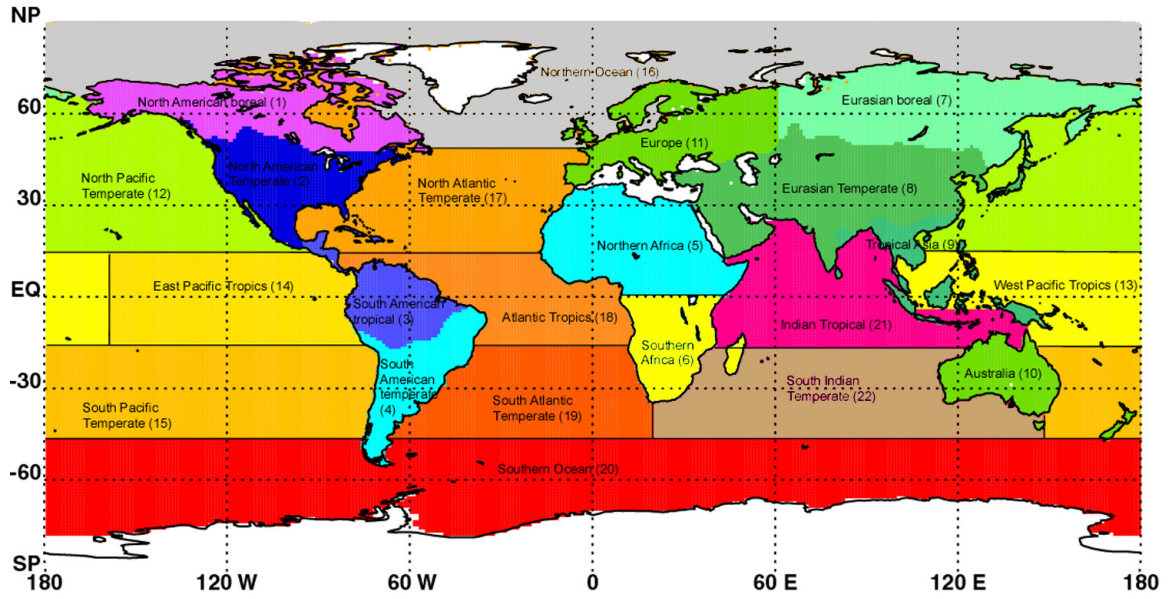 NP
Northern Ocean (16)
North American boreal (1)
Eurasian boreal (7)
60
Europe (11)
North American
Temperate (2)
North Pacific
Temperate (12)
North Atlantic
Temperate (17)
Eurasian Temperate (8)
30
Northern Africa (5)
Tropical Asia (9)
EQ
East Pacific Tropics (14)
West Pacific Tropics (13)
South American
tropical (3)
Atlantic Tropics (18)
Indian Tropical (21)
Southern
Africa (6)
South
American
temperate
(4)
Australia (10)
-30
South Indian
Temperate (22)
South Pacific
Temperate (15)
South Atlantic
Temperate (19)
-60
Southern Ocean (20)
SP
180
120 W
60 W
0
60 E
120 E
180